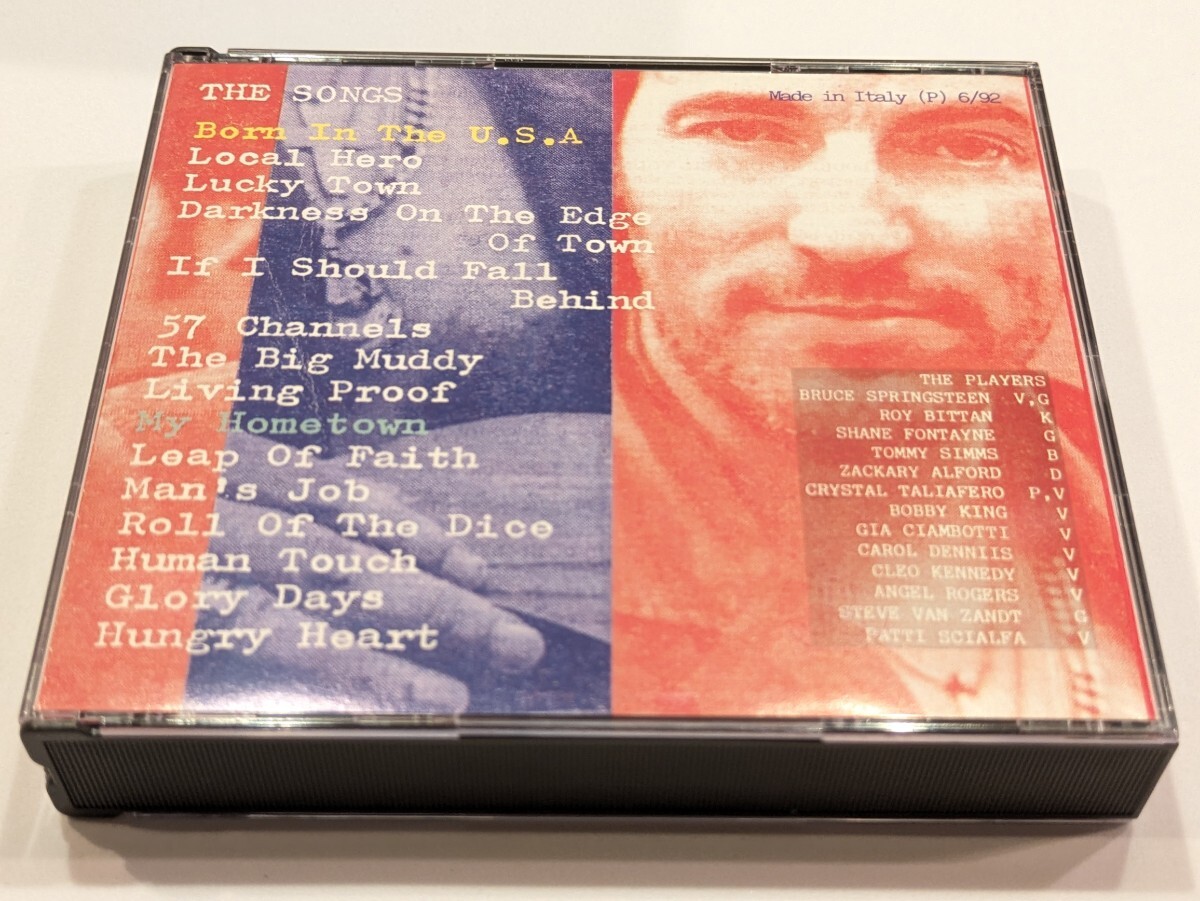 THE SONGS
Born In The U.S.A
Local Hero
Lucky Town
Darkness On The Edge
Of Town
If I Should Fall
Behind
57 Channels
The Big Muddy
Living Proof
My Hometown
Leap Of Faith
Man's Job
Roll Of The Dice
Human Touch
Glory Days
Hungry Heart
Made in Italy (P) 6/92
THE PLAYERS
BRUCE SPRINGSTEEN V,G
ROY BITTAN K
SHANE FONTAYNE G
TOMMY SIMMS B
ZACKARY ALFORD D
CRYSTAL TALIAFERO P,V
BOBBY KING V
GIA CIAMBOTTI V
CAROL DENNIIS V
CLEO KENNEDY V
ANGEL ROGERS V
STEVE VAN ZANDT G
PATTI SCIALFA V